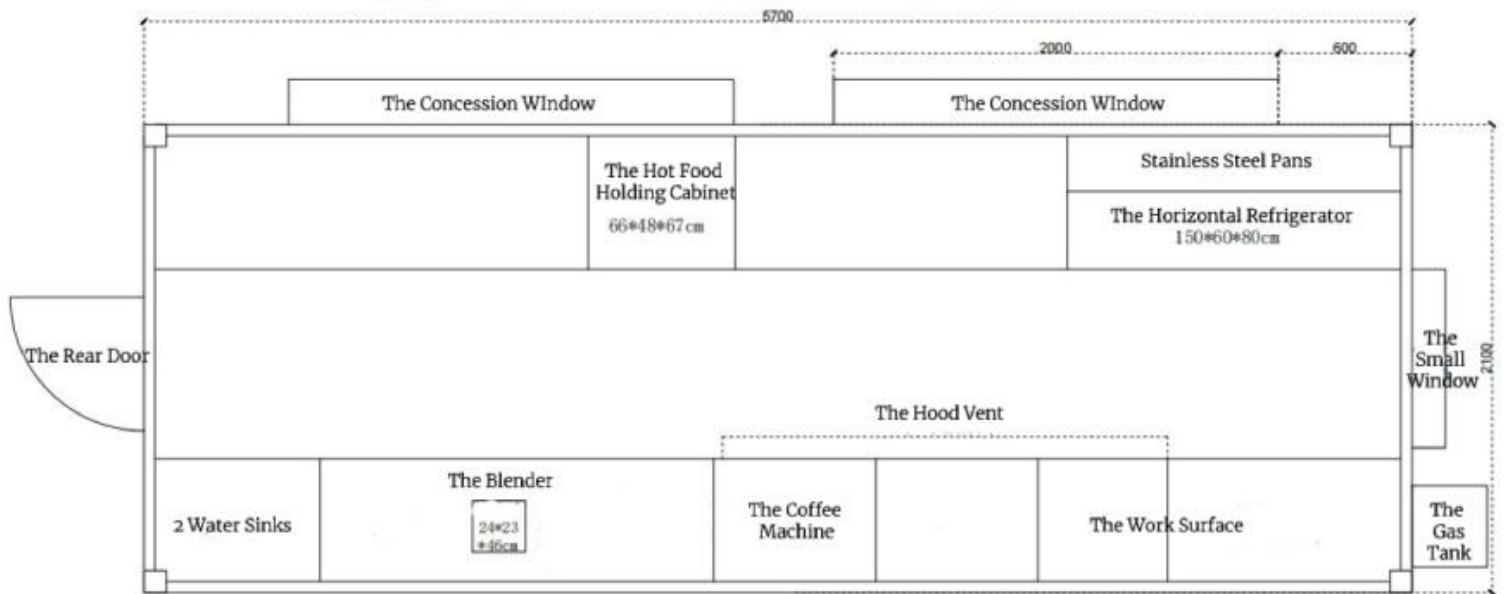 5700
2000
600
The Concession WIndow
The Concession WIndow
The Hot Food
Holding Cabinet
66*48*67cm
Stainless Steel Pans
The Horizontal Refrigerator
150*60*80cm
The Rear Door
The
Small
Window
2100
The Hood Vent
2 Water Sinks
The Blender
24*23
*46cm
The Coffee
Machine
The Work Surface
The
Gas
Tank